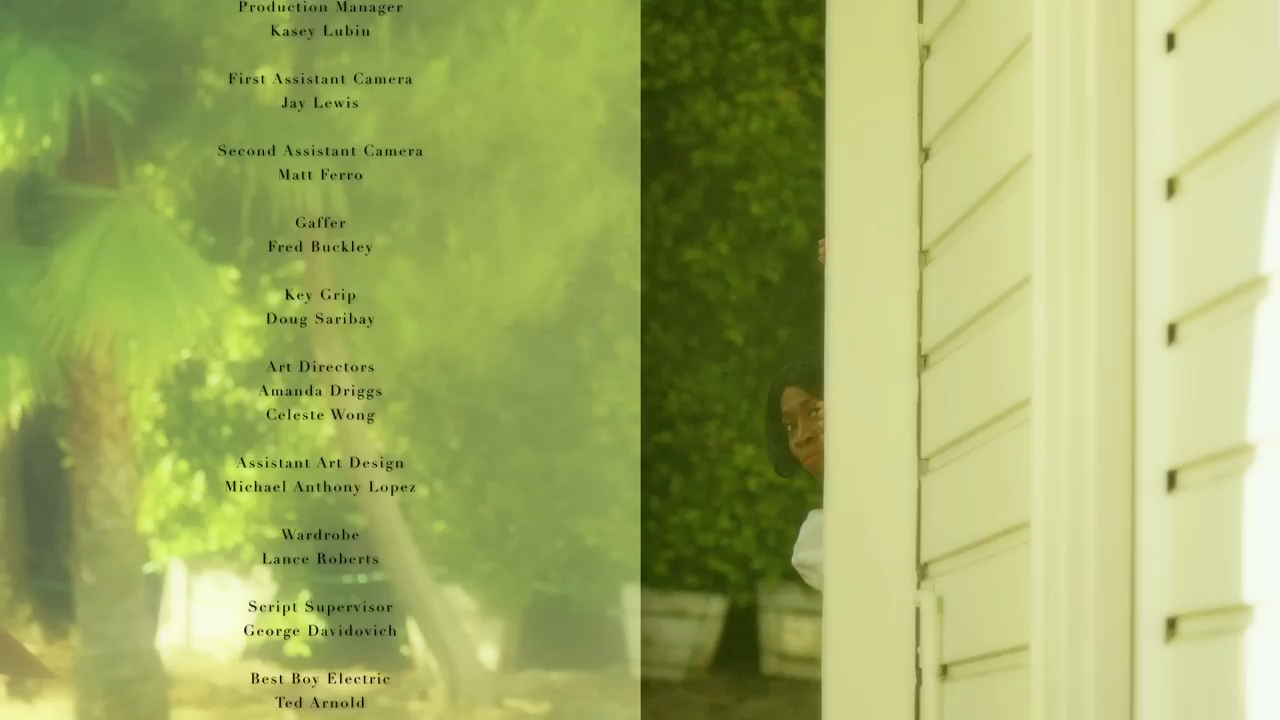 Production Manager
Kasey Lubin
First Assistant Camera
Jay Lewis
Second Assistant Camera
Matt Ferro
Gaffer
Fred Buckley
Key Grip
Doug Saribay
Art Directors
Amanda Driggs
Celeste Wong
Assistant Art Design
Michael Anthony Lopez
Wardrobe
Lance Roberts
Script Supervisor
George Davidovich
Best Boy Electric
Ted Arnold